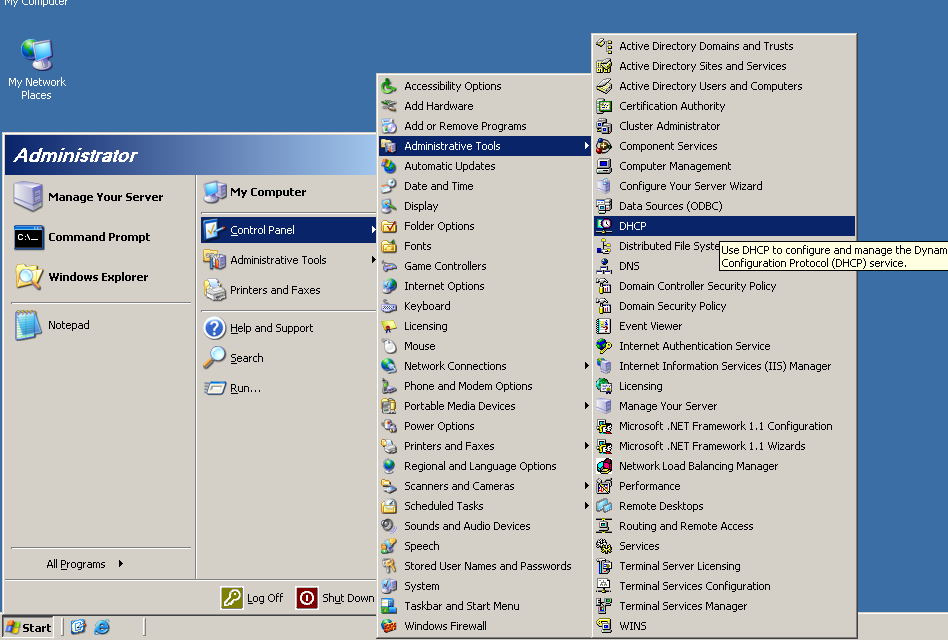 My Computer
My Network
Places
Administrator
Manage Your Server
Command Prompt
Windows Explorer
Notepad
All Programs
My Computer
Control Panel
Administrative Tools
Printers and Faxes
Help and Support
Search
Run...
Log Off
Shut Down
Start
Accessibility Options
Add Hardware
Add or Remove Programs
Administrative Tools
Automatic Updates
Date and Time
Display
Folder Options
Fonts
Game Controllers
Internet Options
Keyboard
Licensing
Mouse
Network Connections
Phone and Modem Options
Portable Media Devices
Power Options
Printers and Faxes
Regional and Language Options
Scanners and Cameras
Scheduled Tasks
Sounds and Audio Devices
Speech
Stored User Names and Passwords
System
Taskbar and Start Menu
Windows Firewall
Active Directory Domains and Trusts
Active Directory Sites and Services
Active Directory Users and Computers
Certification Authority
Cluster Administrator
Component Services
Computer Management
Configure Your Server Wizard
Data Sources (ODBC)
DHCP
Distributed File Syste
Use DHCP to configure and manage the Dynam
Configuration Protocol (DHCP) service.
DNS
Domain Controller Security Policy
Domain Security Policy
Event Viewer
Internet Authentication Service
Internet Information Services (IIS) Manager
Licensing
Manage Your Server
Microsoft .NET Framework 1.1 Configuration
Microsoft .NET Framework 1.1 Wizards
Network Load Balancing Manager
Performance
Remote Desktops
Routing and Remote Access
Services
Terminal Server Licensing
Terminal Services Configuration
Terminal Services Manager
WINS